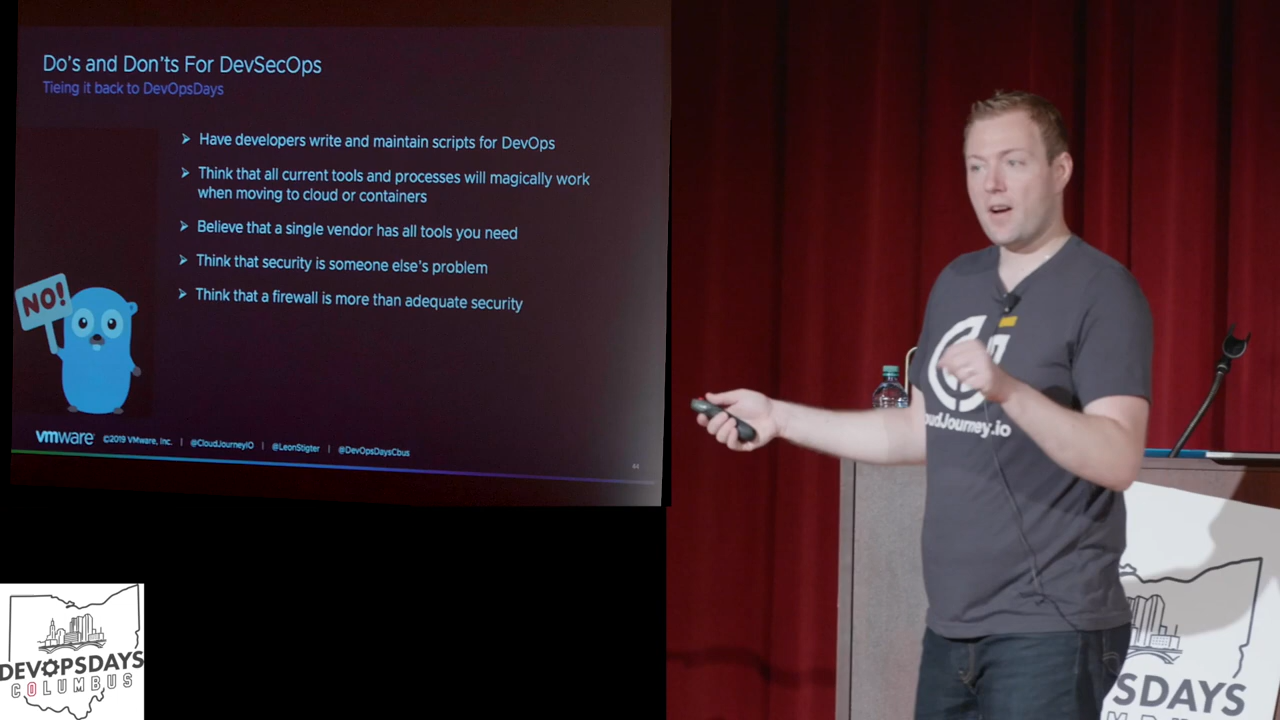 Do's and Don'ts For DevSecOps
Tieing it back to DevOpsDays
Have developers write and maintain scripts for DevOps
Think that all current tools and processes will magically work
when moving to cloud or containers
Believe that a single vendor has all tools you need
Think that security is someone else's problem
Think that a firewall is more than adequate security
NO!
vmware ©2019 VMware, Inc. | @CloudJourneyIO | @LeonStigter | @DevOpsDaysCbus
44
oudJourney.io
DEVOPSDAYS
COLUMBUS
SDAYS